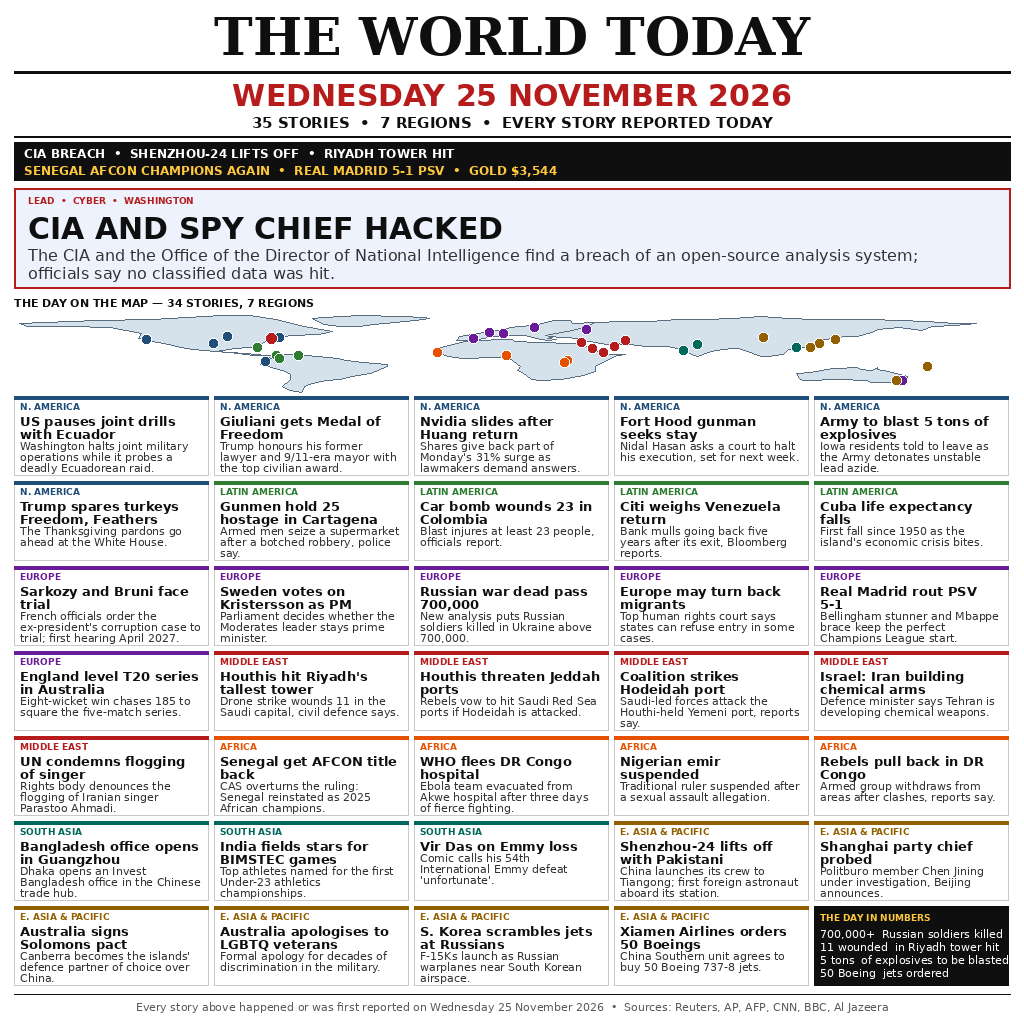 THE WORLD TODAY
WEDNESDAY 25 NOVEMBER 2026
35 STORIES • 7 REGIONS • EVERY STORY REPORTED TODAY
CIA BREACH • SHENZHOU-24 LIFTS OFF • RIYADH TOWER HIT
SENEGAL AFCON CHAMPIONS AGAIN • REAL MADRID 5-1 PSV • GOLD $3,544
LEAD • CYBER • WASHINGTON
CIA AND SPY CHIEF HACKED
The CIA and the Office of the Director of National Intelligence find a breach of an open-source analysis system;
officials say no classified data was hit.
THE DAY ON THE MAP — 34 STORIES, 7 REGIONS
N. AMERICA
US pauses joint drills
with Ecuador
Washington halts joint military
operations while it probes a
deadly Ecuadorean raid.
N. AMERICA
Giuliani gets Medal of
Freedom
Trump honours his former
lawyer and 9/11-era mayor with
the top civilian award.
N. AMERICA
Nvidia slides after
Huang return
Shares give back part of
Monday's 31% surge as
lawmakers demand answers.
N. AMERICA
Fort Hood gunman
seeks stay
Nidal Hasan asks a court to halt
his execution, set for next week.
N. AMERICA
Army to blast 5 tons of
explosives
Iowa residents told to leave as
the Army detonates unstable
lead azide.
N. AMERICA
Trump spares turkeys
Freedom, Feathers
The Thanksgiving pardons go
ahead at the White House.
LATIN AMERICA
Gunmen hold 25
hostage in Cartagena
Armed men seize a supermarket
after a botched robbery, police
say.
LATIN AMERICA
Car bomb wounds 23 in
Colombia
Blast injures at least 23 people,
officials report.
LATIN AMERICA
Citi weighs Venezuela
return
Bank mulls going back five
years after its exit, Bloomberg
reports.
LATIN AMERICA
Cuba life expectancy
falls
First fall since 1950 as the
island's economic crisis bites.
EUROPE
Sarkozy and Bruni face
trial
French officials order the
ex-president's corruption case to
trial; first hearing April 2027.
EUROPE
Sweden votes on
Kristersson as PM
Parliament decides whether the
Moderates leader stays prime
minister.
EUROPE
Russian war dead pass
700,000
New analysis puts Russian
soldiers killed in Ukraine above
700,000.
EUROPE
Europe may turn back
migrants
Top human rights court says
states can refuse entry in some
cases.
EUROPE
Real Madrid rout PSV
5-1
Bellingham stunner and Mbappe
brace keep the perfect
Champions League start.
EUROPE
England level T20 series
in Australia
Eight-wicket win chases 185 to
square the five-match series.
MIDDLE EAST
Houthis hit Riyadh's
tallest tower
Drone strike wounds 11 in the
Saudi capital, civil defence says.
MIDDLE EAST
Houthis threaten Jeddah
ports
Rebels vow to hit Saudi Red Sea
ports if Hodeidah is attacked.
MIDDLE EAST
Coalition strikes
Hodeidah port
Saudi-led forces attack the
Houthi-held Yemeni port, reports
say.
MIDDLE EAST
Israel: Iran building
chemical arms
Defence minister says Tehran is
developing chemical weapons.
MIDDLE EAST
UN condemns flogging
of singer
Rights body denounces the
flogging of Iranian singer
Parastoo Ahmadi.
AFRICA
Senegal get AFCON title
back
CAS overturns the ruling:
Senegal reinstated as 2025
African champions.
AFRICA
WHO flees DR Congo
hospital
Ebola team evacuated from
Akwe hospital after three days
of fierce fighting.
AFRICA
Nigerian emir
suspended
Traditional ruler suspended after
a sexual assault allegation.
AFRICA
Rebels pull back in DR
Congo
Armed group withdraws from
areas after clashes, reports say.
SOUTH ASIA
Bangladesh office opens
in Guangzhou
Dhaka opens an Invest
Bangladesh office in the Chinese
trade hub.
SOUTH ASIA
India fields stars for
BIMSTEC games
Top athletes named for the first
Under-23 athletics
championships.
SOUTH ASIA
Vir Das on Emmy loss
Comic calls his 54th
International Emmy defeat
'unfortunate'.
E. ASIA & PACIFIC
Shenzhou-24 lifts off
with Pakistani
China launches its crew to
Tiangong; first foreign astronaut
aboard its station.
E. ASIA & PACIFIC
Shanghai party chief
probed
Politburo member Chen Jining
under investigation, Beijing
announces.
E. ASIA & PACIFIC
Australia signs
Solomons pact
Canberra becomes the islands'
defence partner of choice over
China.
E. ASIA & PACIFIC
Australia apologises to
LGBTQ veterans
Formal apology for decades of
discrimination in the military.
E. ASIA & PACIFIC
S. Korea scrambles jets
at Russians
F-15Ks launch as Russian
warplanes near South Korean
airspace.
E. ASIA & PACIFIC
Xiamen Airlines orders
50 Boeings
China Southern unit agrees to
buy 50 Boeing 737-8 jets.
THE DAY IN NUMBERS
700,000+ Russian soldiers killed
11 wounded in Riyadh tower hit
5 tons of explosives to be blasted
50 Boeing jets ordered
Every story above happened or was first reported on Wednesday 25 November 2026 • Sources: Reuters, AP, AFP, CNN, BBC, Al Jazeera